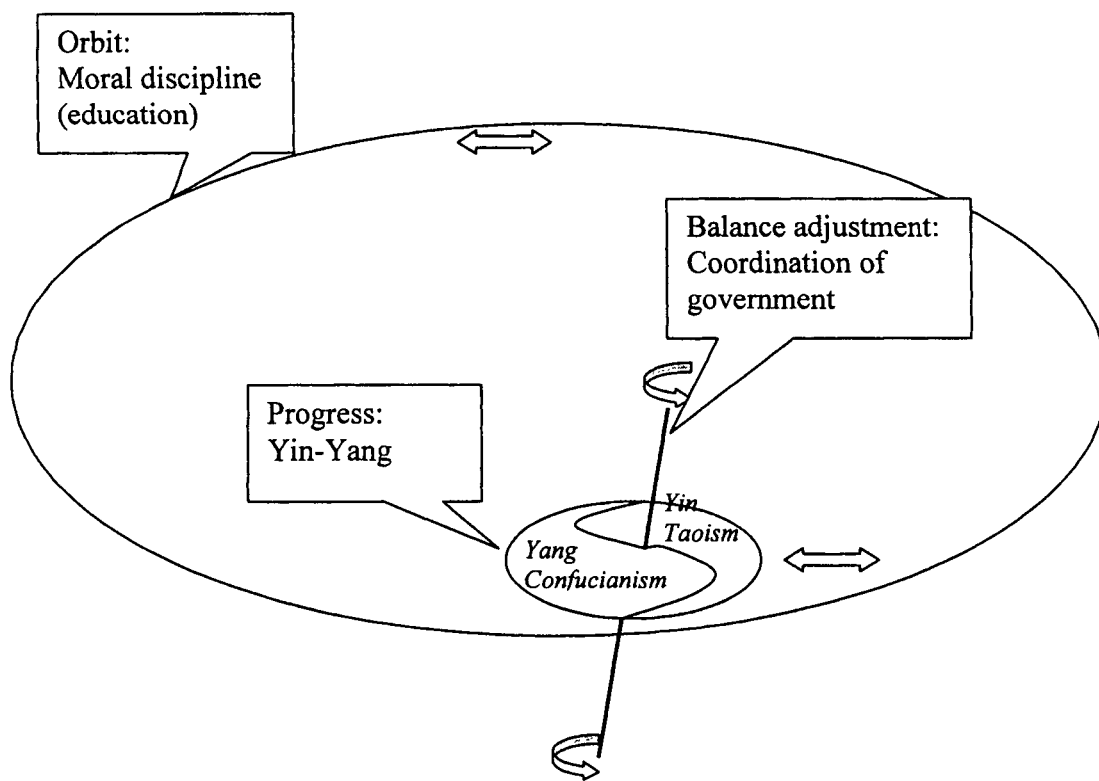 Orbit:
Moral discipline
(education)
Balance adjustment:
Coordination of
government
Progress:
Yin-Yang
Yin
Taoism
Yang
Confucianism